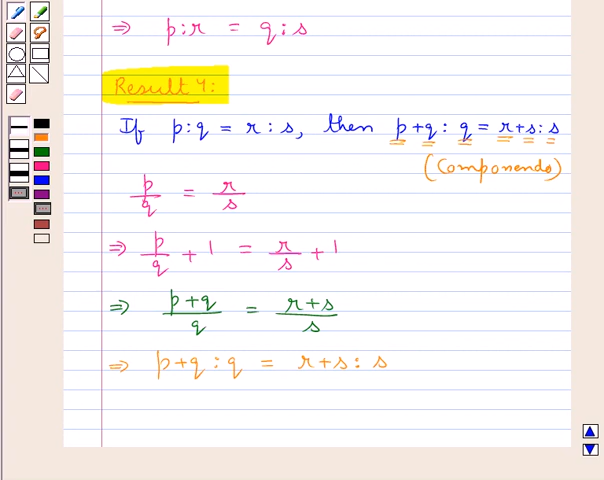 ⇒ p:r = q:s
Result 4:
If p:q = r:s, then p+q : q = r+s:s
(Componendo)
p/q = r/s
⇒ p/q + 1 = r/s + 1
⇒ (p+q)/q = (r+s)/s
⇒ p+q : q = r+s : s